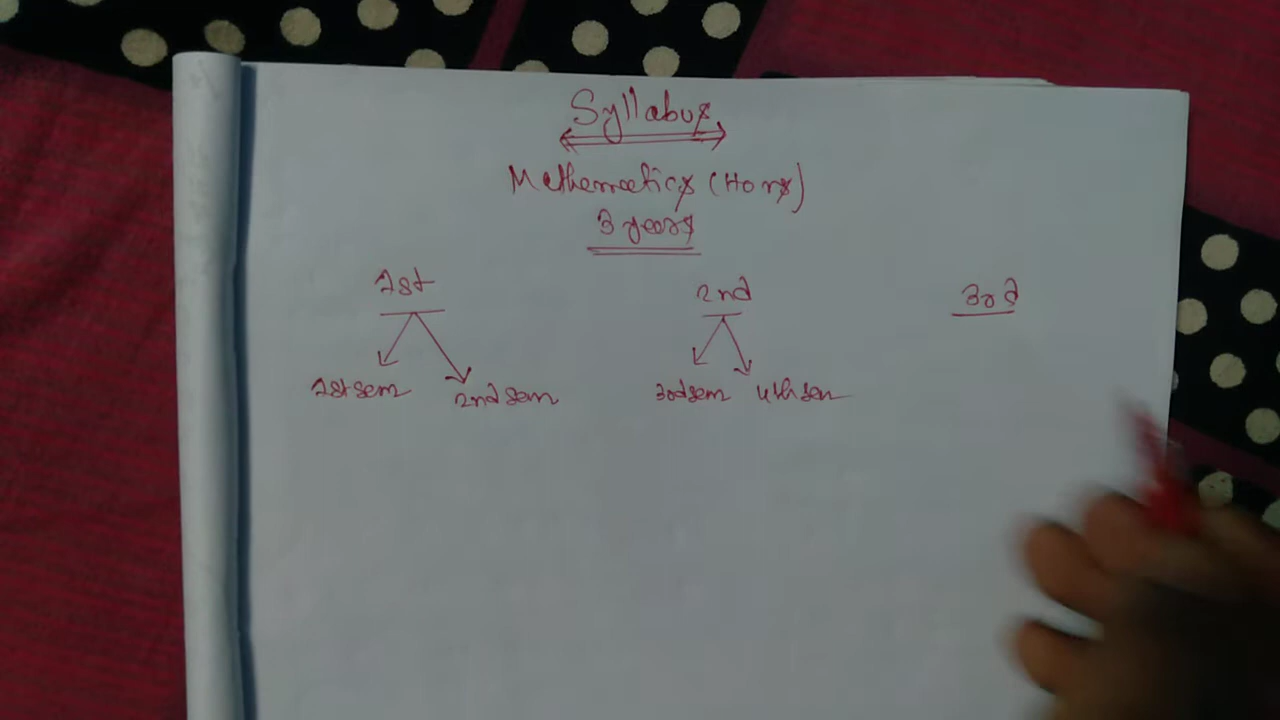 Syllabus
Mathematics (Hons)
3 years
1st 2nd 3rd
1st sem 2nd sem 3rd sem 4th sem